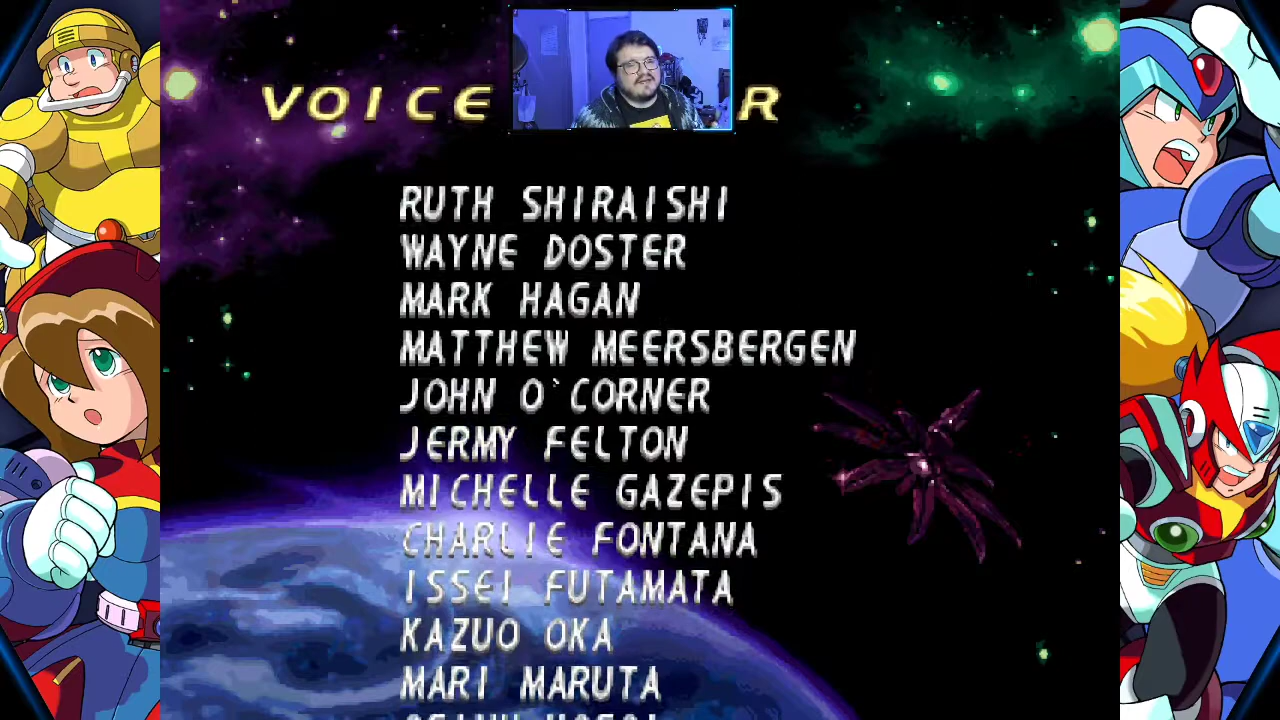 VOICE R
RUTH SHIRAISHI
WAYNE DOSTER
MARK HAGAN
MATTHEW MEERSBERGEN
JOHN O`CORNER
JERMY FELTON
MICHELLE GAZEPIS
CHARLIE FONTANA
ISSEI FUTAMATA
KAZUO OKA
MARI MARUTA